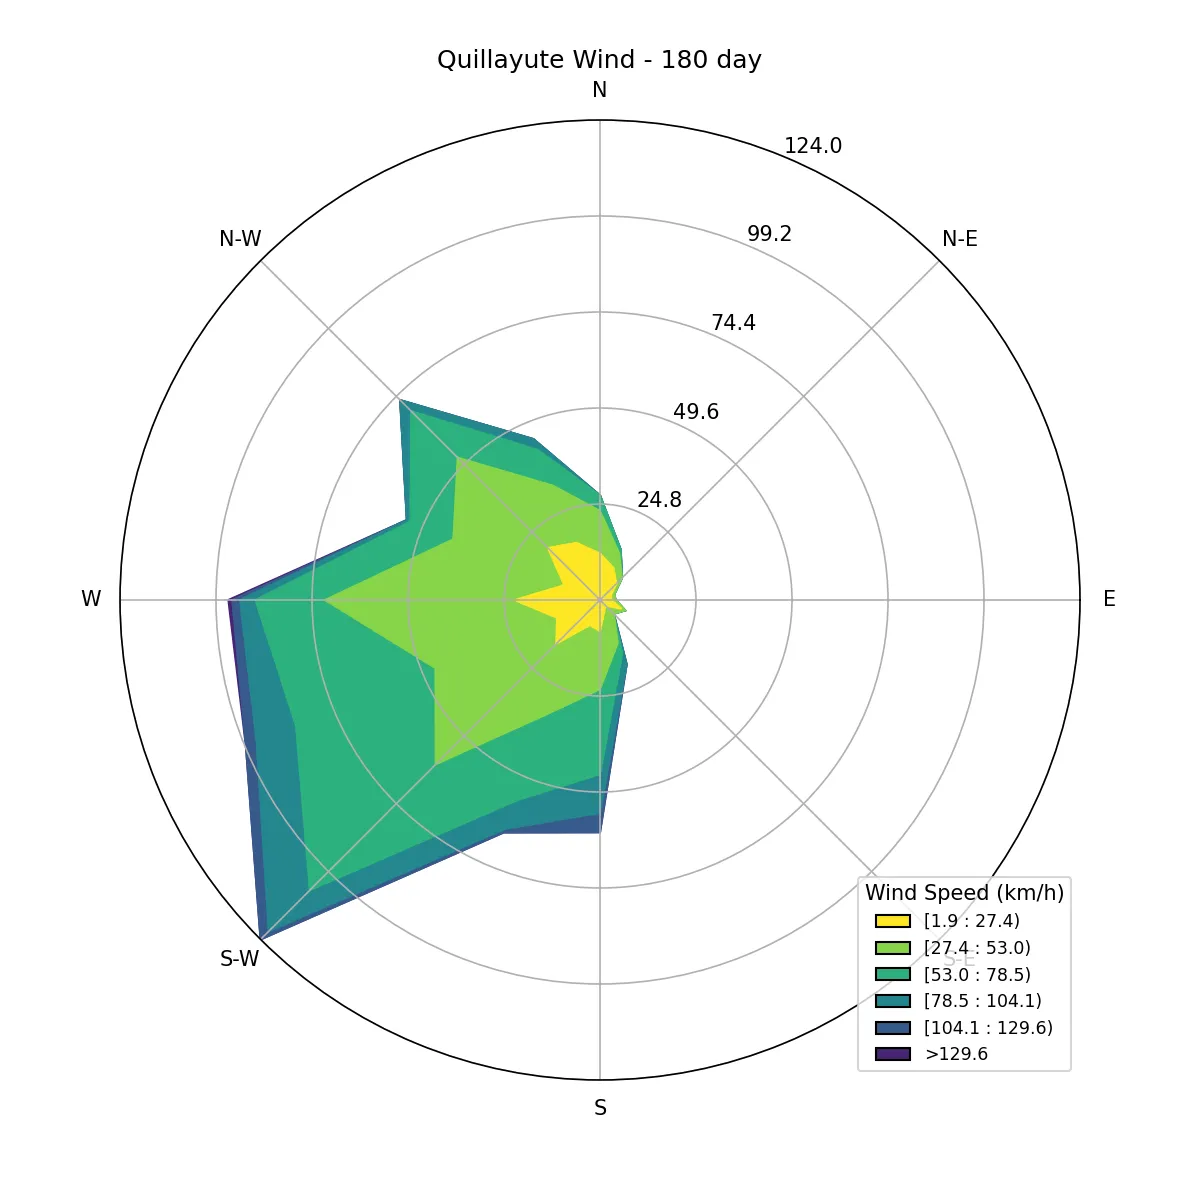 Quillayute Wind - 180 day
N
124.0
N-W
99.2
N-E
74.4
49.6
24.8
W
E
S-W
S-E
Wind Speed (km/h)
[1.9 : 27.4)
[27.4 : 53.0)
[53.0 : 78.5)
[78.5 : 104.1)
[104.1 : 129.6)
>129.6
S